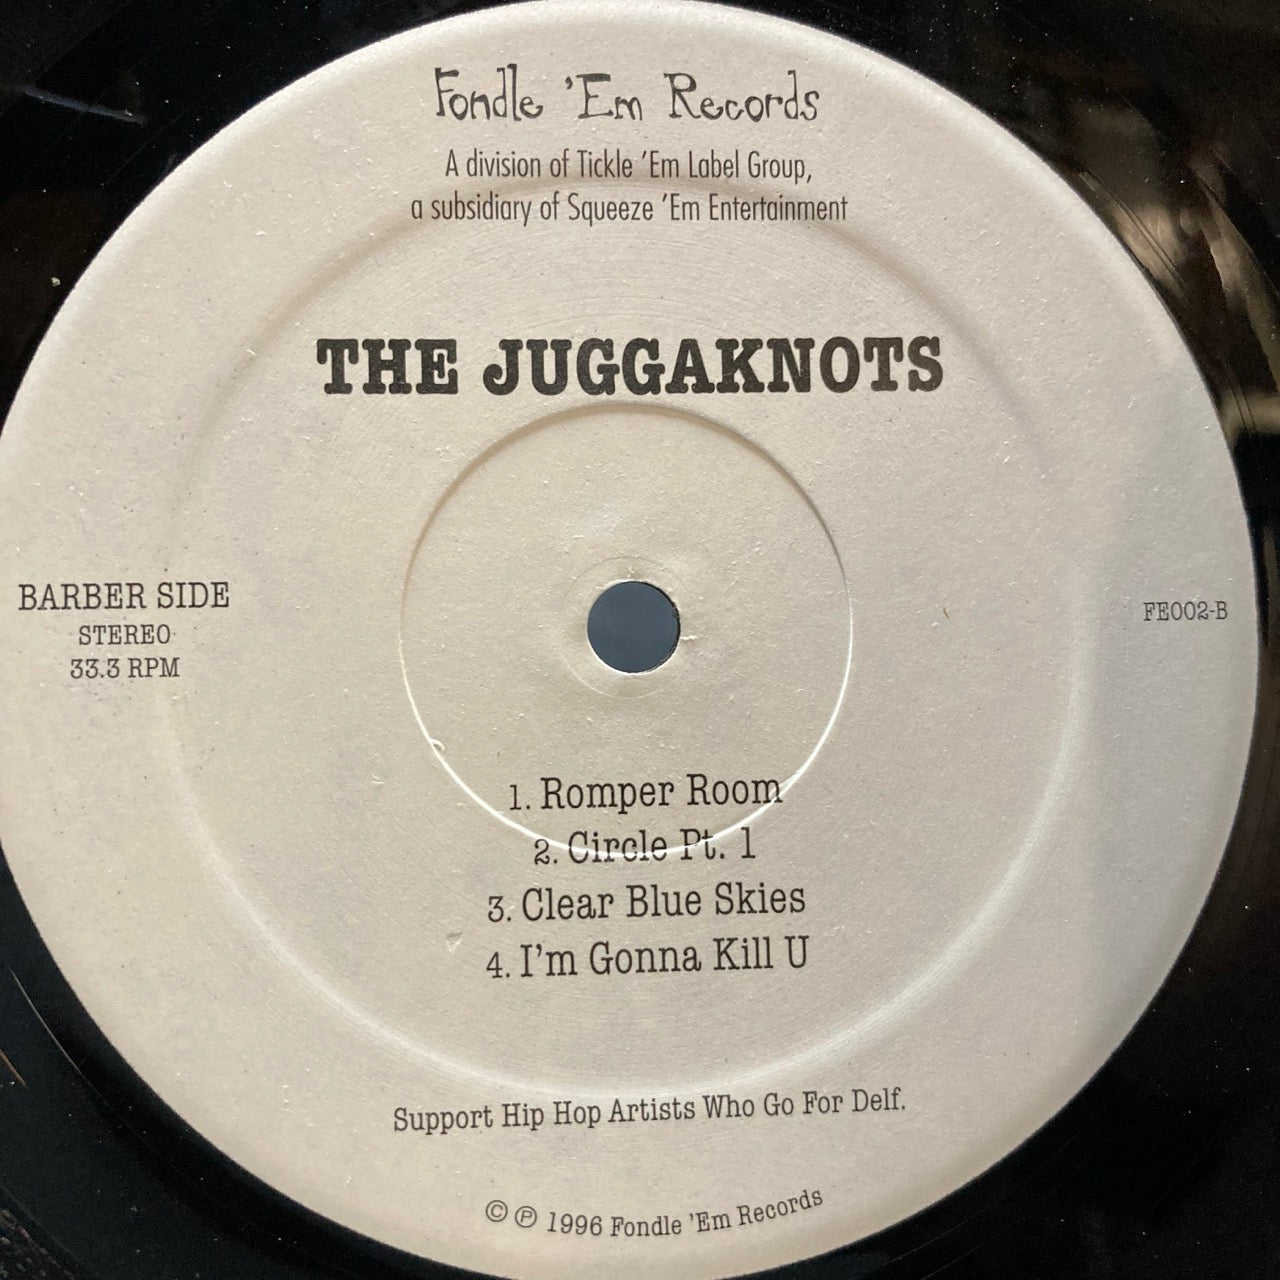 Fondle 'Em Records
A division of Tickle 'Em Label Group,
a subsidiary of Squeeze 'Em Entertainment
THE JUGGAKNOTS
BARBER SIDE
STEREO
33.3 RPM
FE002-B
1. Romper Room
2. Circle Pt. 1
3. Clear Blue Skies
4. I'm Gonna Kill U
Support Hip Hop Artists Who Go For Delf.
© ℗ 1996 Fondle 'Em Records